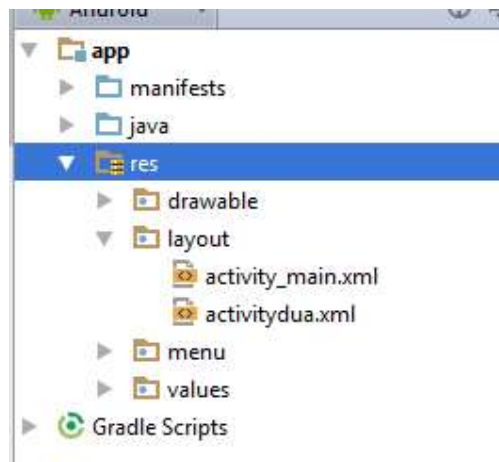 Android
app
manifests
java
res
drawable
layout
activity_main.xml
activitydua.xml
menu
values
Gradle Scripts